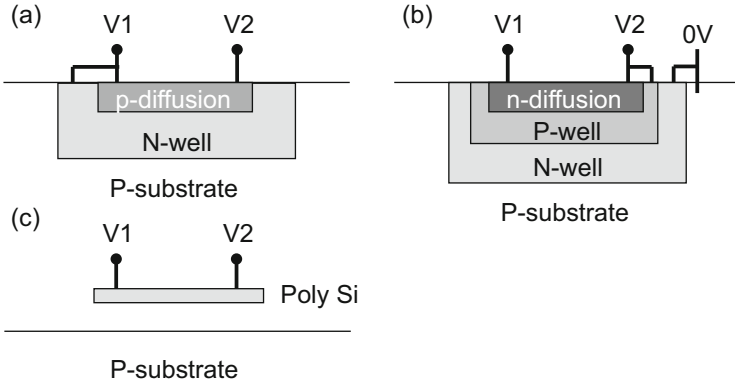 (a)
V1 V2
p-diffusion
N-well
P-substrate
(b)
V1 V2 0V
n-diffusion
P-well
N-well
P-substrate
(c)
V1 V2
Poly Si
P-substrate